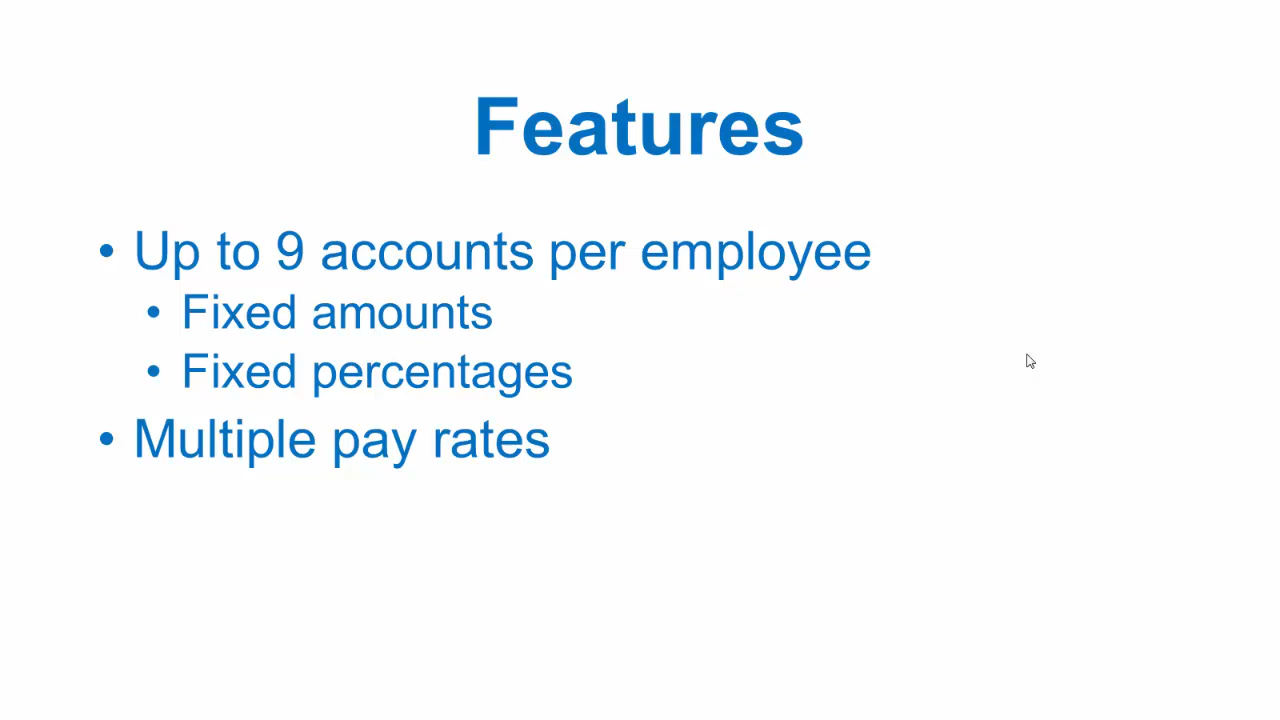 Features
• Up to 9 accounts per employee
• Fixed amounts
• Fixed percentages
• Multiple pay rates